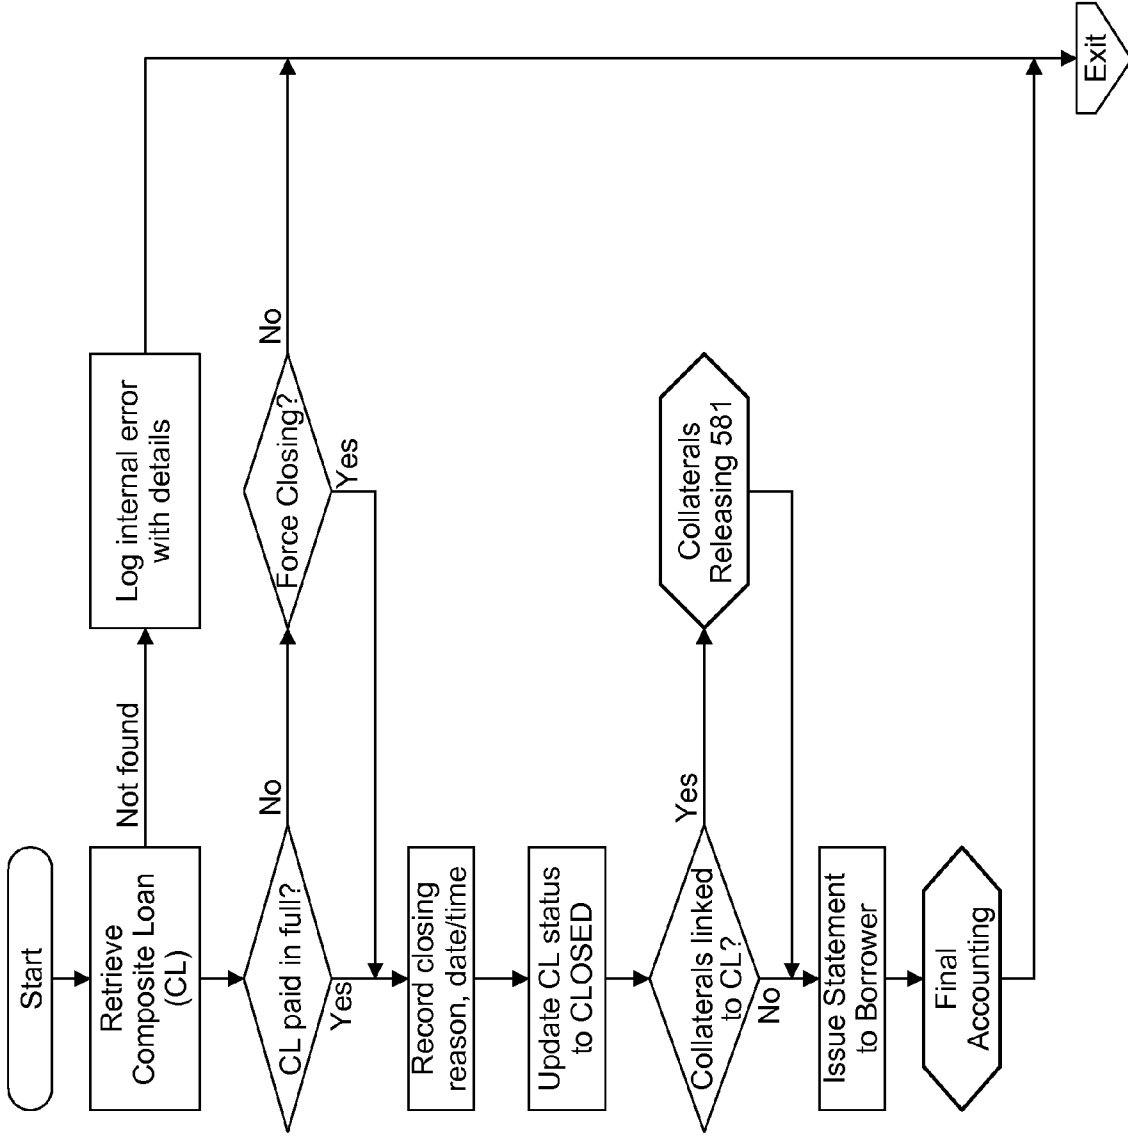 Start
Retrieve
Composite Loan
(CL)
Not found
Log internal error
with details
CL paid in full?
No
Force Closing?
No
Yes
Yes
Record closing
reason, date/time
Update CL status
to CLOSED
Collaterals linked
to CL?
Yes
Collaterals
Releasing 581
No
Issue Statement
to Borrower
Final
Accounting
Exit